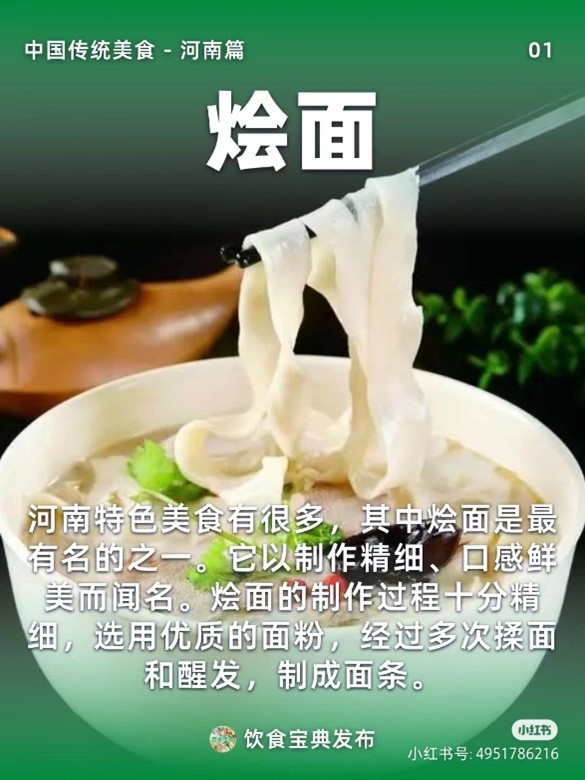 中国传统美食 - 河南篇
01
烩面
河南特色美食有很多，其中烩面是最
有名的之一。它以制作精细、口感鲜
美而闻名。烩面的制作过程十分精
细，选用优质的面粉，经过多次揉面
和醒发，制成面条。
饮食宝典发布
小红书
小红书号: 4951786216